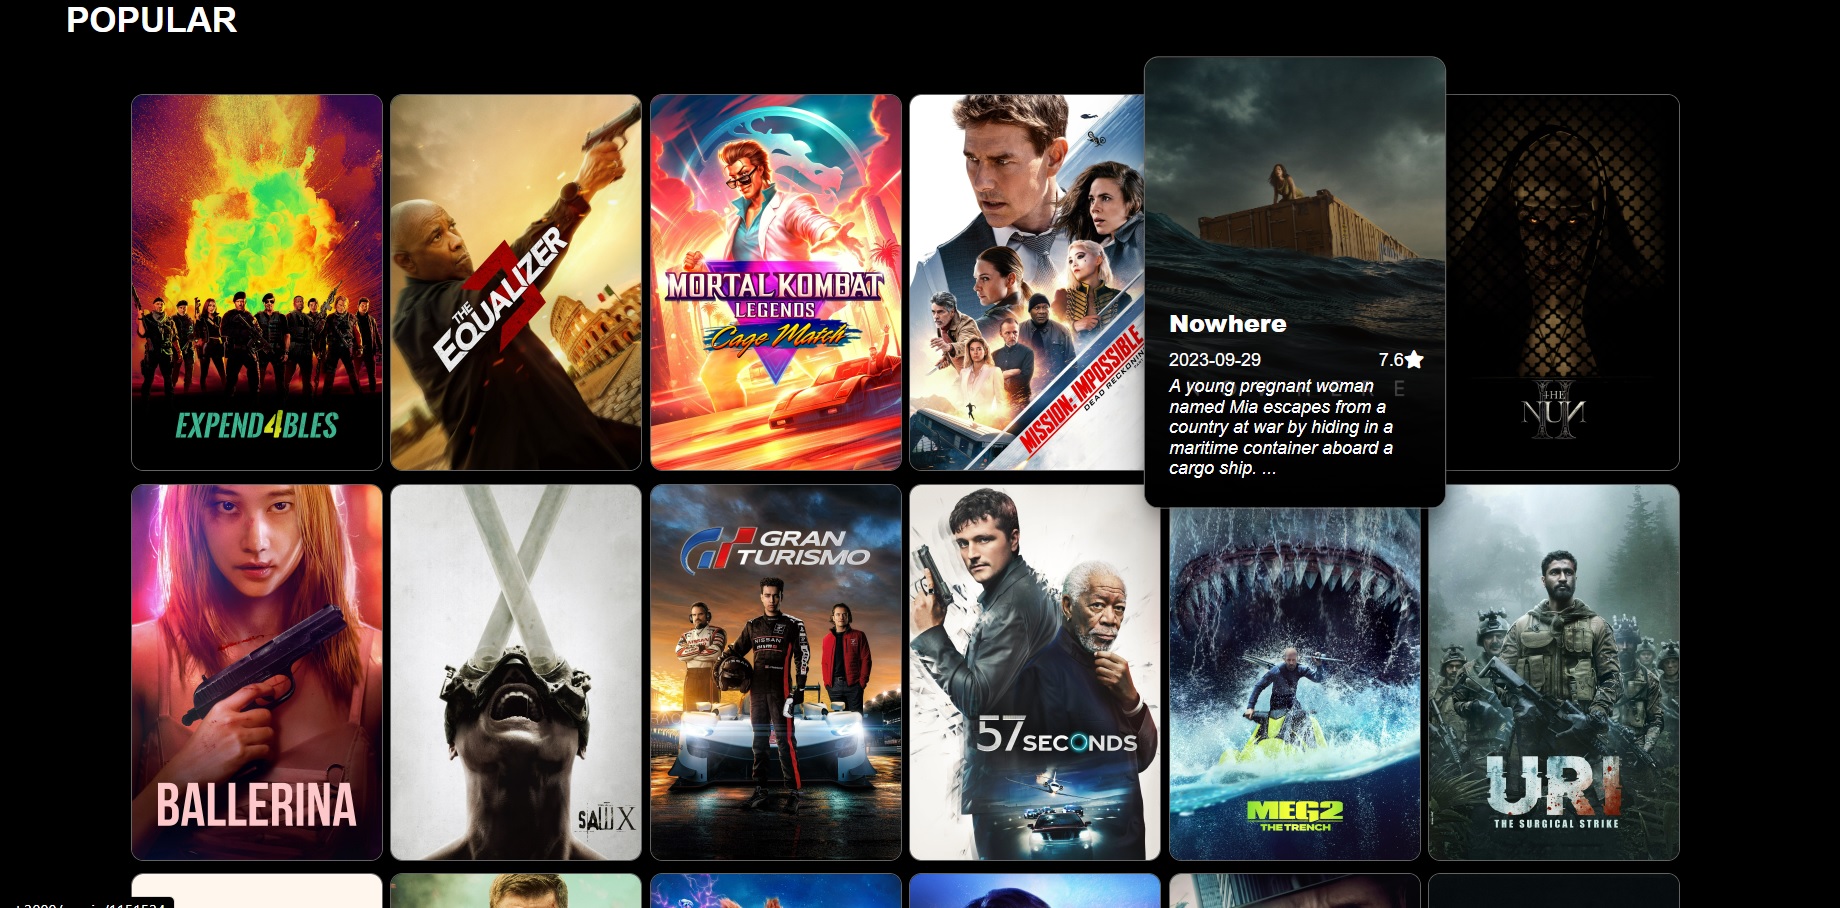 POPULAR
EXPEND4BLES
THE
EQUALIZER
3
MORTAL KOMBAT
LEGENDS
Cage Match
MISSION: IMPOSSIBLE
DEAD RECKONIN
Nowhere
2023-09-29 7.6
A young pregnant woman
named Mia escapes from a
country at war by hiding in a
maritime container aboard a
cargo ship. ...
THE
NUN
II
BALLERINA
SAW X
GRAN
TURISMO
NISSAN
57 SECONDS
MEG2
THE TRENCH
URI
THE SURGICAL STRIKE